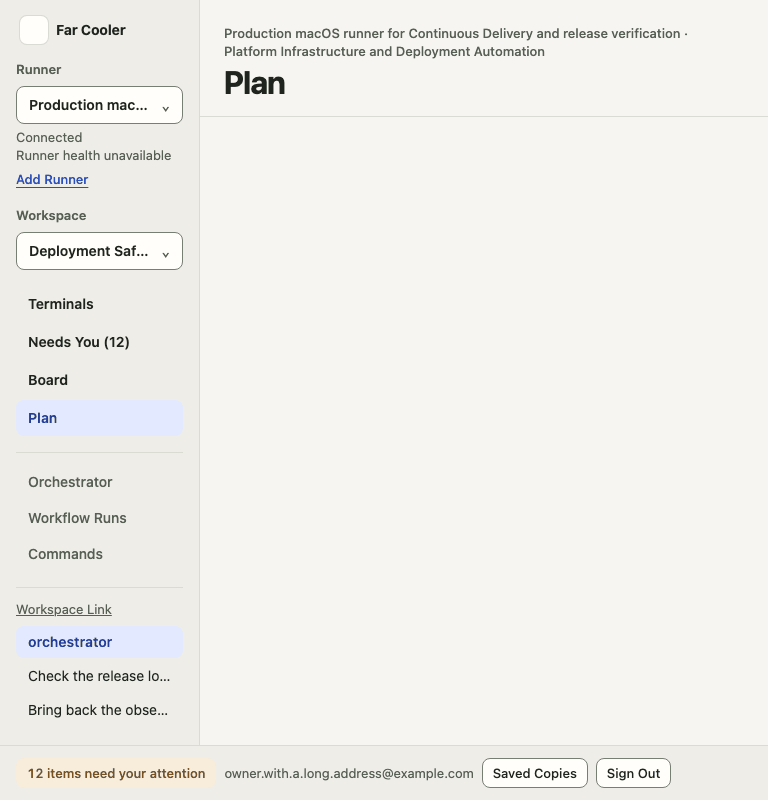 Far Cooler
Runner
Production mac...
Connected
Runner health unavailable
Add Runner
Workspace
Deployment Saf...
Terminals
Needs You (12)
Board
Plan
Orchestrator
Workflow Runs
Commands
Workspace Link
orchestrator
Check the release lo...
Bring back the obse...
Production macOS runner for Continuous Delivery and release verification ·
Platform Infrastructure and Deployment Automation
Plan
12 items need your attention
owner.with.a.long.address@example.com
Saved Copies
Sign Out